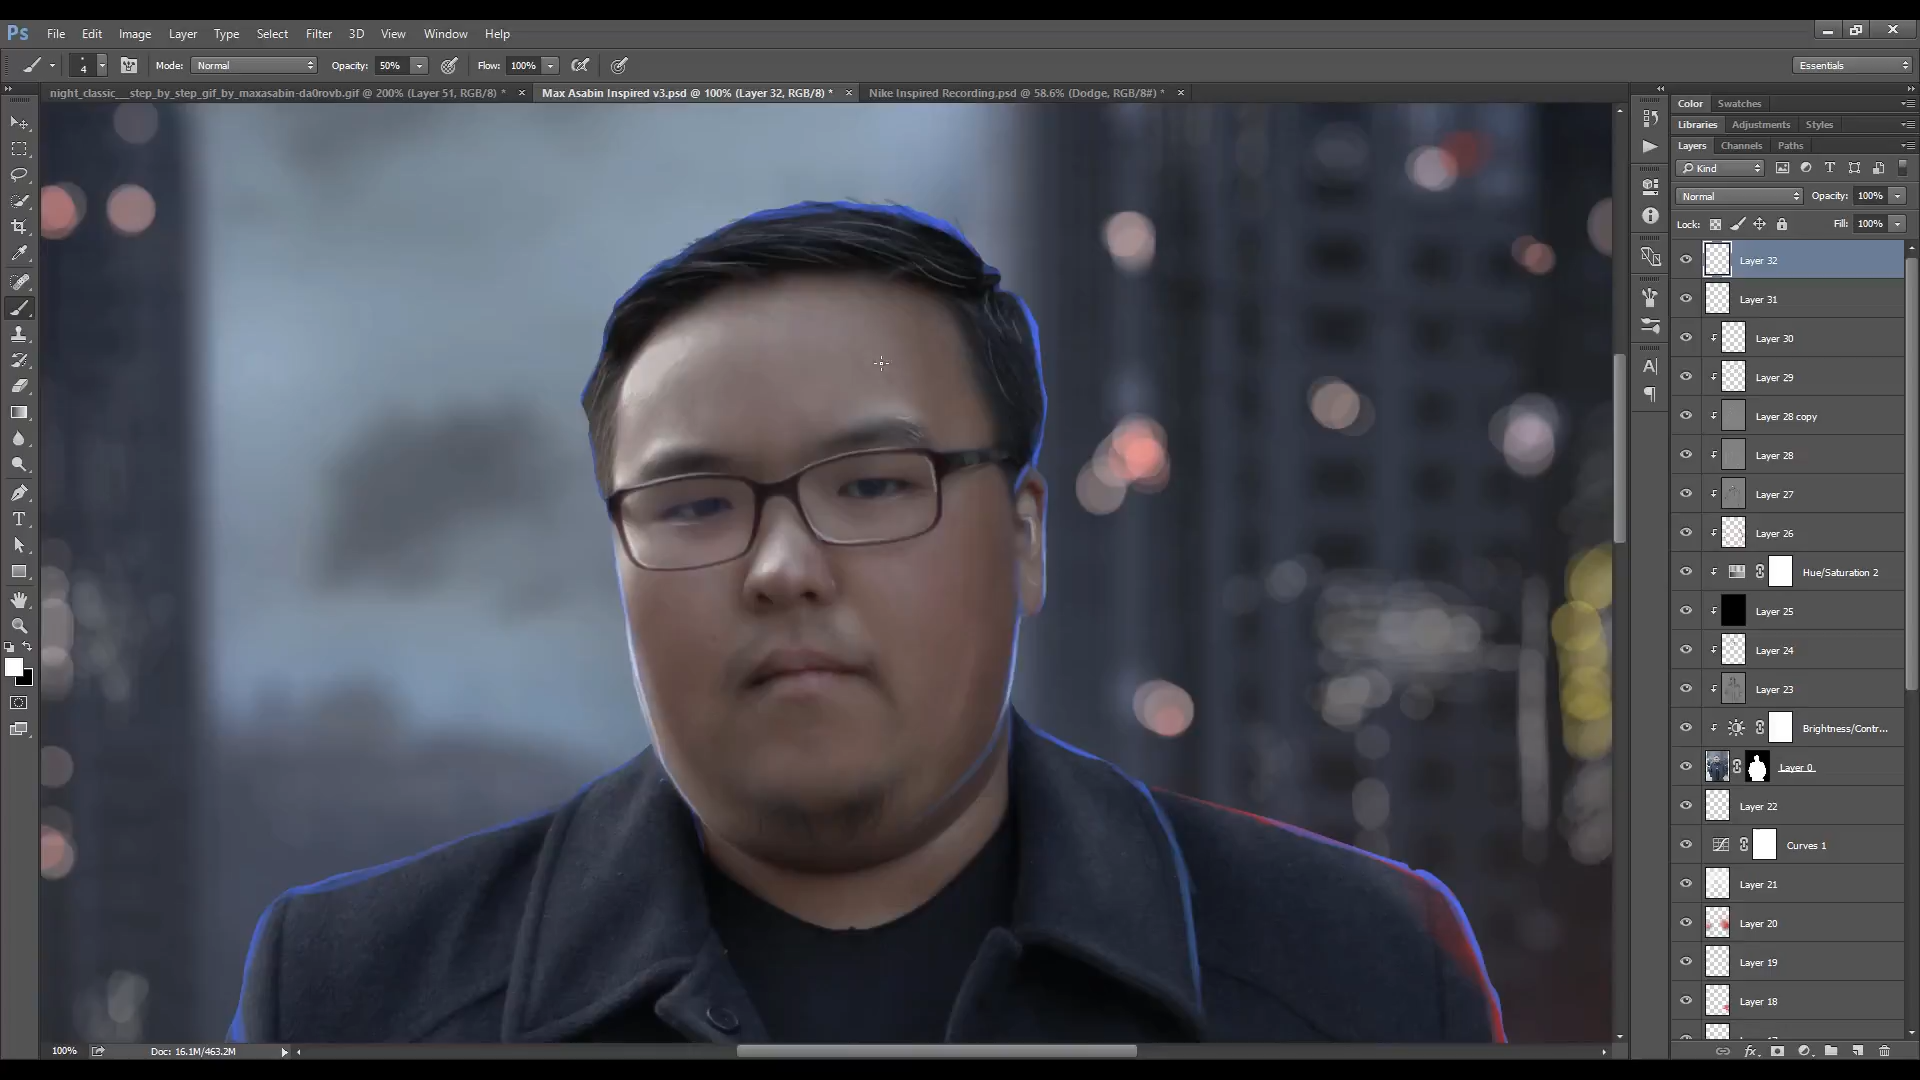 Ps File Edit Image Layer Type Select Filter 3D View Window Help
4 Mode: Normal Opacity: 50% Flow: 100% Essentials
night_classic__step_by_step_gif_by_maxasabin-da0rovb.gif @ 200% (Layer 51, RGB/8) * Max Asabin Inspired v3.psd @ 100% (Layer 32, RGB/8) * Nike Inspired Recording.psd @ 58.6% (Dodge, RGB/8#) *
Color Swatches
Libraries Adjustments Styles
Layers Channels Paths
Kind
Normal Opacity: 100%
Lock: Fill: 100%
Layer 32
Layer 31
Layer 30
Layer 29
Layer 28 copy
Layer 28
Layer 27
Layer 26
Hue/Saturation 2
Layer 25
Layer 24
Layer 23
Brightness/Contr...
Layer 0
Layer 22
Curves 1
Layer 21
Layer 20
Layer 19
Layer 18
100% Doc: 16.1M/463.2M